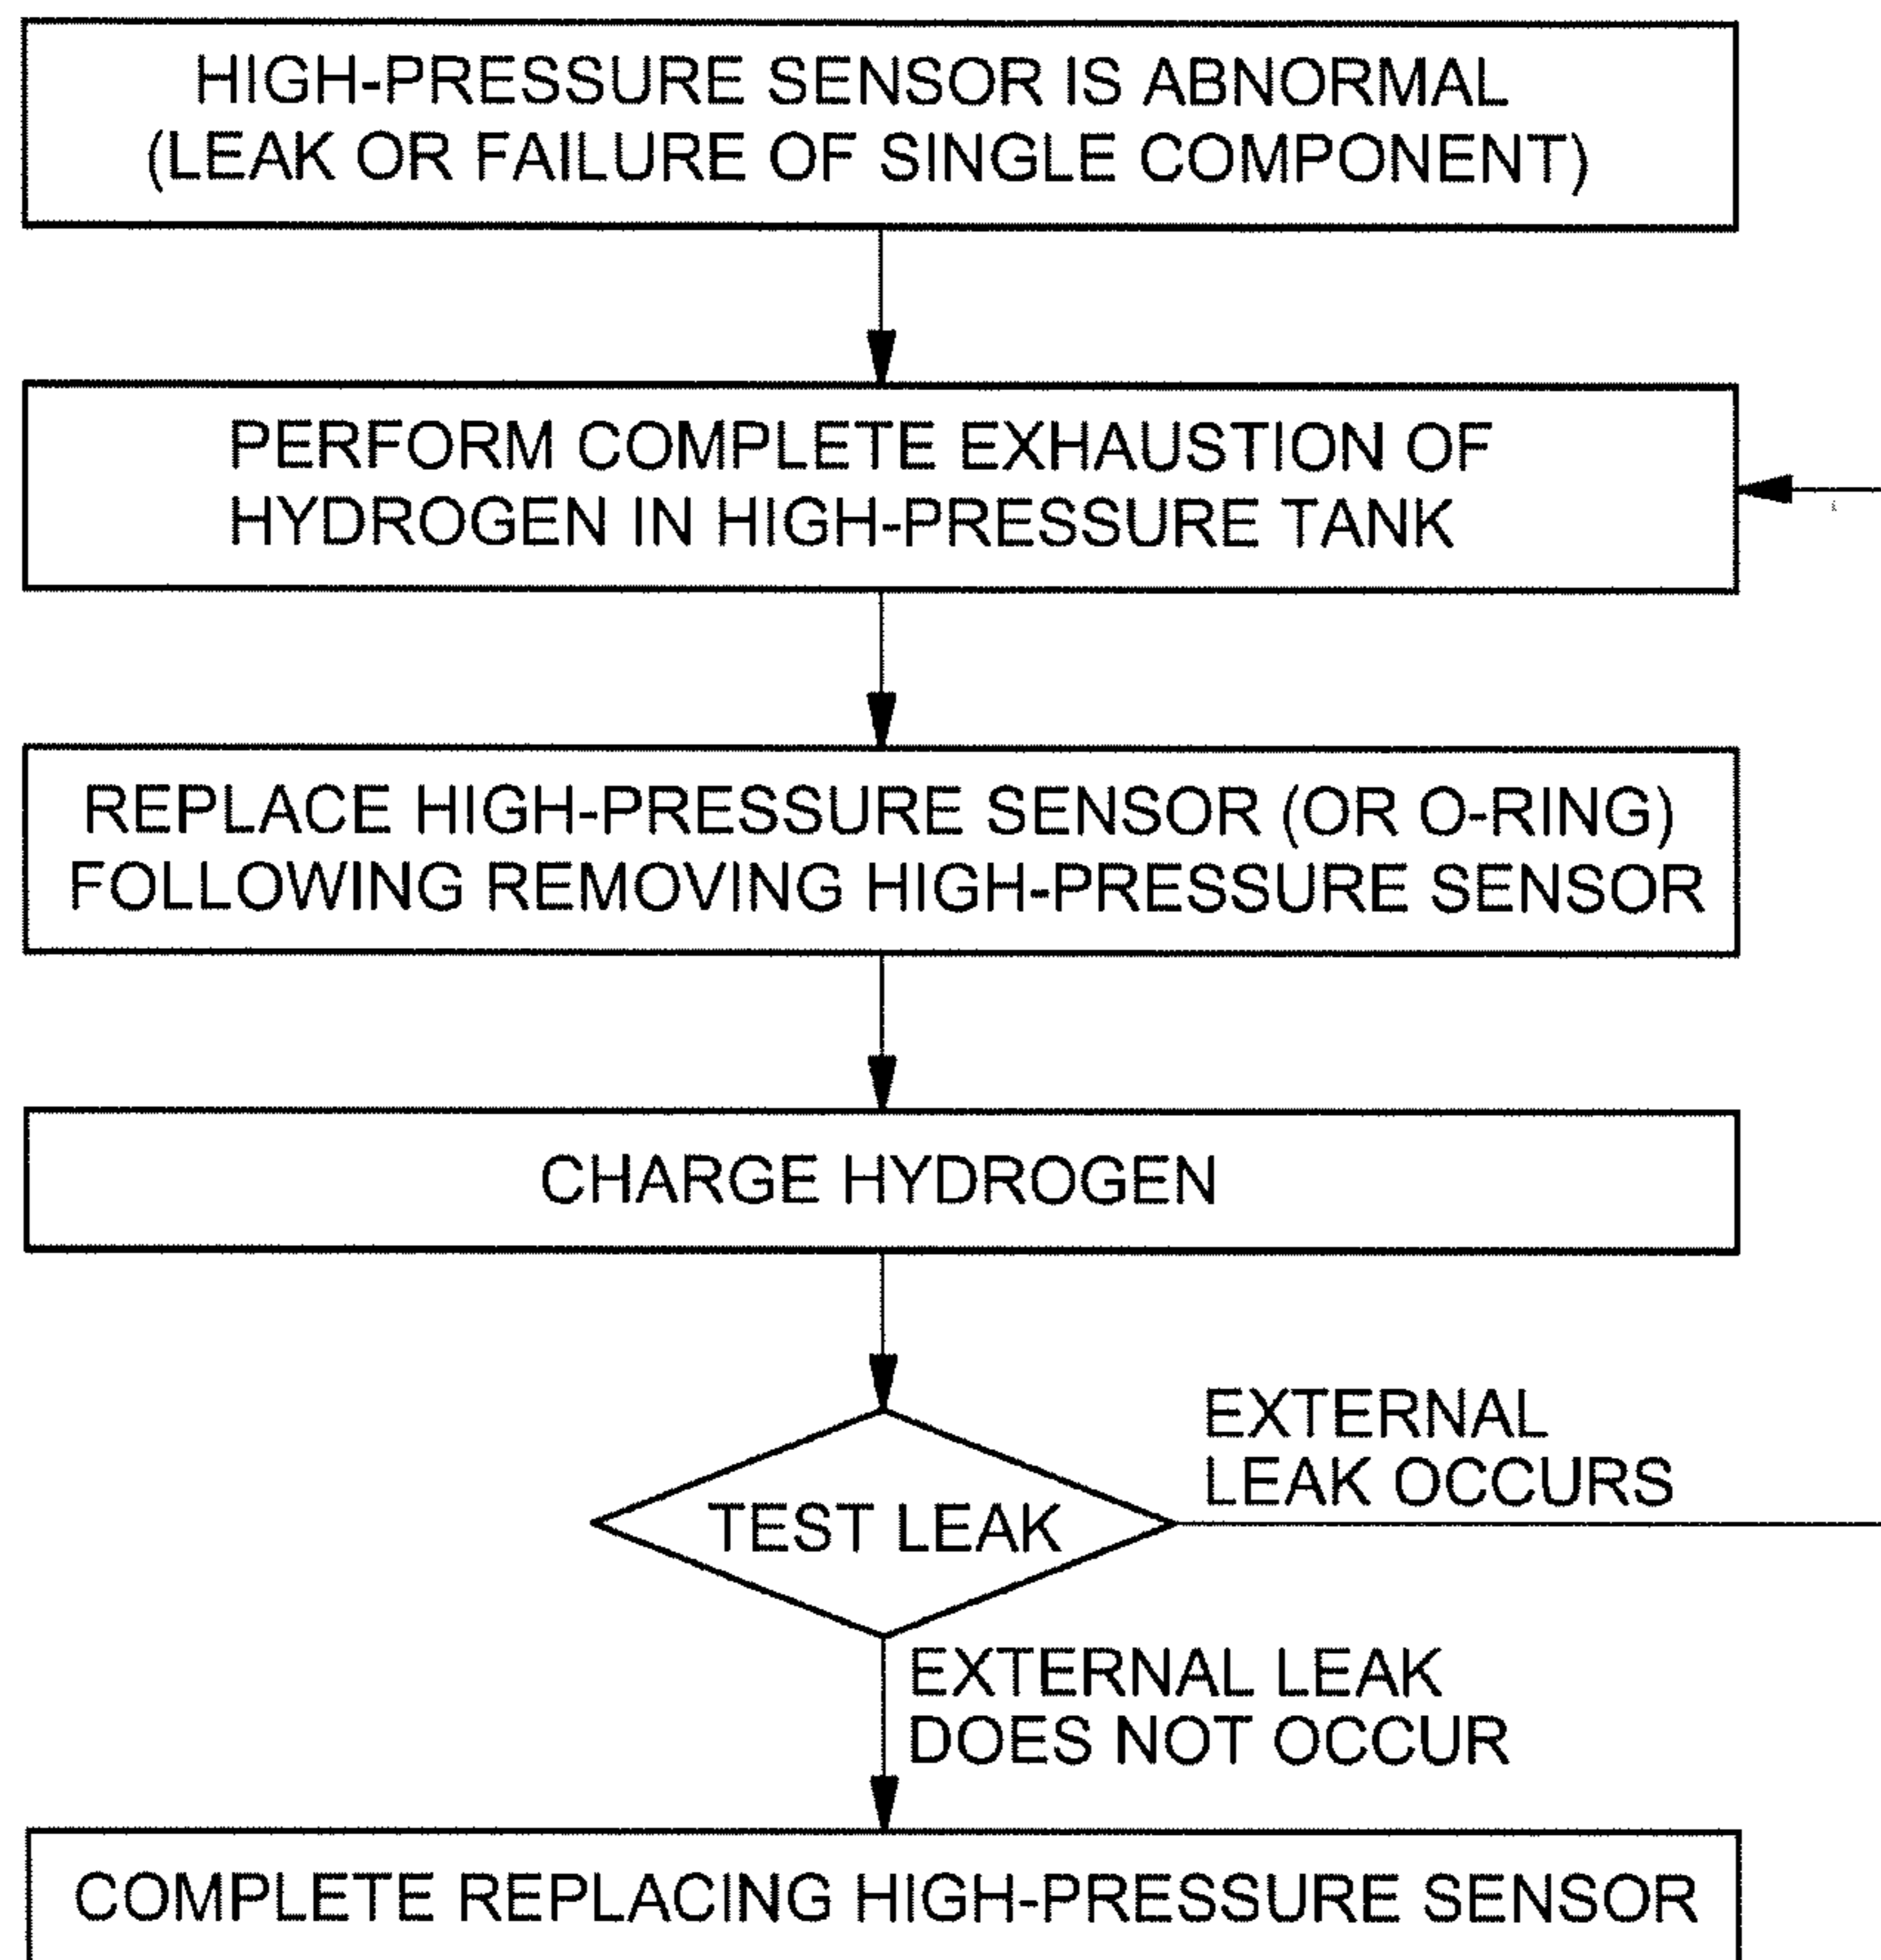 HIGH-PRESSURE SENSOR IS ABNORMAL
(LEAK OR FAILURE OF SINGLE COMPONENT)
PERFORM COMPLETE EXHAUSTION OF
HYDROGEN IN HIGH-PRESSURE TANK
REPLACE HIGH-PRESSURE SENSOR (OR O-RING)
FOLLOWING REMOVING HIGH-PRESSURE SENSOR
CHARGE HYDROGEN
TEST LEAK
EXTERNAL
LEAK OCCURS
EXTERNAL LEAK
DOES NOT OCCUR
COMPLETE REPLACING HIGH-PRESSURE SENSOR